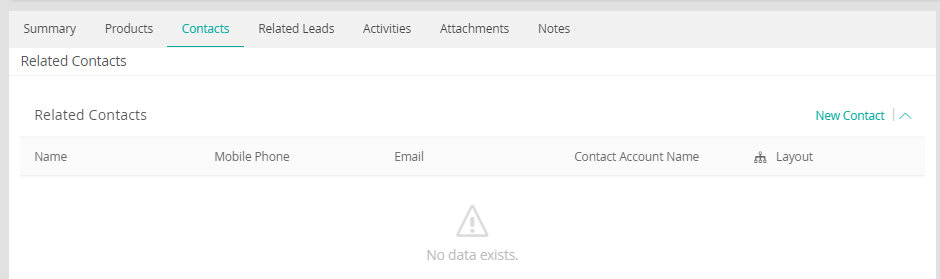 Summary Products Contacts Related Leads Activities Attachments Notes
Related Contacts
Related Contacts New Contact
Name Mobile Phone Email Contact Account Name Layout
No data exists.